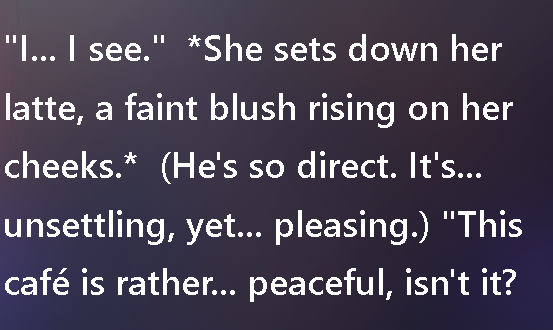 "I... I see."  *She sets down her
latte, a faint blush rising on her
cheeks.*  (He's so direct. It's...
unsettling, yet... pleasing.) "This
café is rather... peaceful, isn't it?